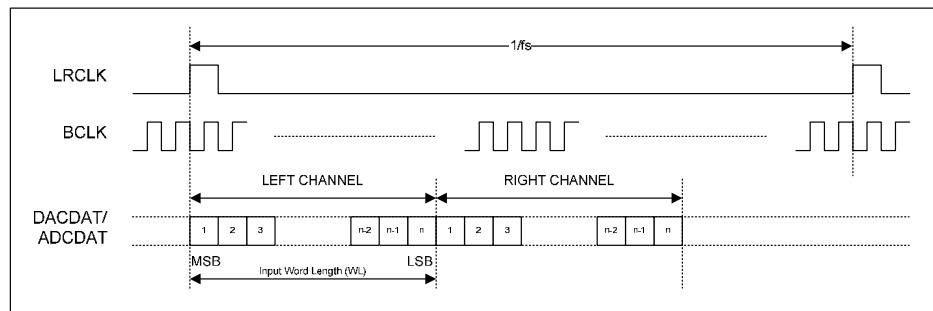 1/fs
LRCLK
BCLK
LEFT CHANNEL RIGHT CHANNEL
DACDAT/
ADCDAT
1 2 3 n-2 n-1 n 1 2 3 n-2 n-1 n
MSB LSB
Input Word Length (WL)